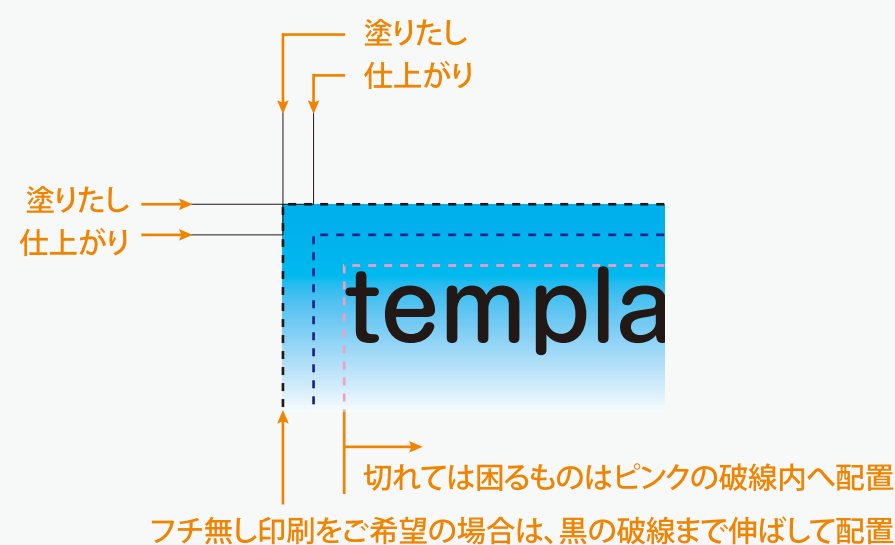 塗りたし
仕上がり
塗りたし
仕上がり
templa
切れては困るものはピンクの破線内へ配置
フチ無し印刷をご希望の場合は、黒の破線まで伸ばして配置